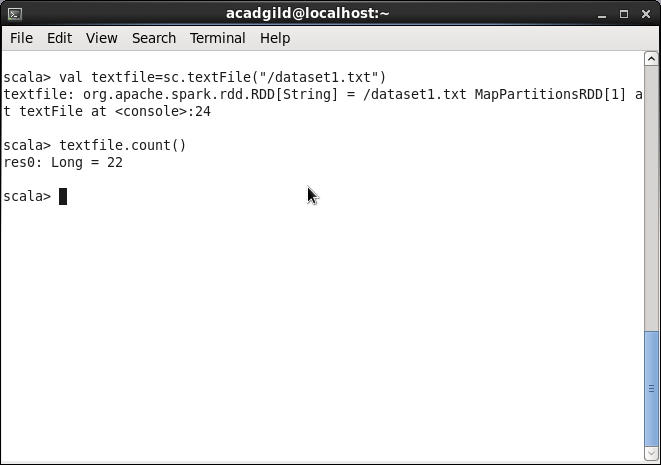 acadgild@localhost:~
File Edit View Search Terminal Help
scala> val textfile=sc.textFile("/dataset1.txt")
textfile: org.apache.spark.rdd.RDD[String] = /dataset1.txt MapPartitionsRDD[1] a
t textFile at <console>:24
scala> textfile.count()
res0: Long = 22
scala>